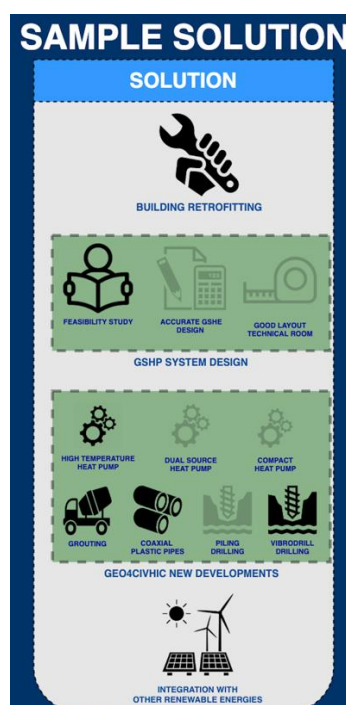 SAMPLE SOLUTION
SOLUTION
BUILDING RETROFITTING
FEASIBILITY STUDY
ACCURATE GSHE
DESIGN
GOOD LAYOUT
TECHNICAL ROOM
GSHP SYSTEM DESIGN
HIGH TEMPERATURE
HEAT PUMP
DUAL SOURCE
HEAT PUMP
COMPACT
HEAT PUMP
GROUTING
COAXIAL
PLASTIC PIPES
PILING
DRILLING
VIBRODRILL
DRILLING
GEO4CIVHIC NEW DEVELOPMENTS
INTEGRATION WITH
OTHER RENEWABLE ENERGIES